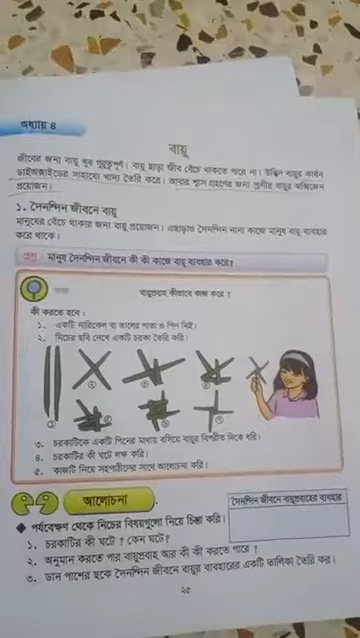 অধ্যায় ৪
বায়ু
জীবের জন্য বায়ু খুব গুরুত্বপূর্ণ। বায়ু ছাড়া জীব বেঁচে থাকতে পারে না। উদ্ভিদ বায়ুর কার্বন
ডাইঅক্সাইডের সাহায্যে খাদ্য তৈরি করে। আবার শ্বাস গ্রহণের জন্য প্রাণীর বায়ুর অক্সিজেন
প্রয়োজন।
১. দৈনন্দিন জীবনে বায়ু
মানুষের বেঁচে থাকার জন্য বায়ু প্রয়োজন। এছাড়াও দৈনন্দিন নানা কাজে মানুষ বায়ু ব্যবহার
করে থাকে।
প্রশ্ন : মানুষ দৈনন্দিন জীবনে কী কী কাজে বায়ু ব্যবহার করে?
বায়ুপ্রবাহ কীভাবে কাজ করে ?
কী করতে হবে :
১. একটি নারিকেল বা তালের পাতা ও পিন নিই।
২. নিচের ছবি দেখে একটি চরকা তৈরি করি।
৩. চরকাটিকে একটি পিনের মাথায় বসিয়ে বায়ুর বিপরীত দিকে ধরি।
৪. চরকাটির কী ঘটে লক্ষ করি।
৫. কাজটি নিয়ে সহপাঠীদের সাথে আলোচনা করি।
আলোচনা
দৈনন্দিন জীবনে বায়ুপ্রবাহের ব্যবহার
◆ পর্যবেক্ষণ থেকে নিচের বিষয়গুলো নিয়ে চিন্তা করি।
১. চরকাটির কী ঘটে ? কেন ঘটে?
২. অনুমান করতে পার বায়ুপ্রবাহ আর কী কী করতে পারে ?
৩. ডান পাশের ছকে দৈনন্দিন জীবনে বায়ুর ব্যবহারের একটি তালিকা তৈরি কর।
২৫